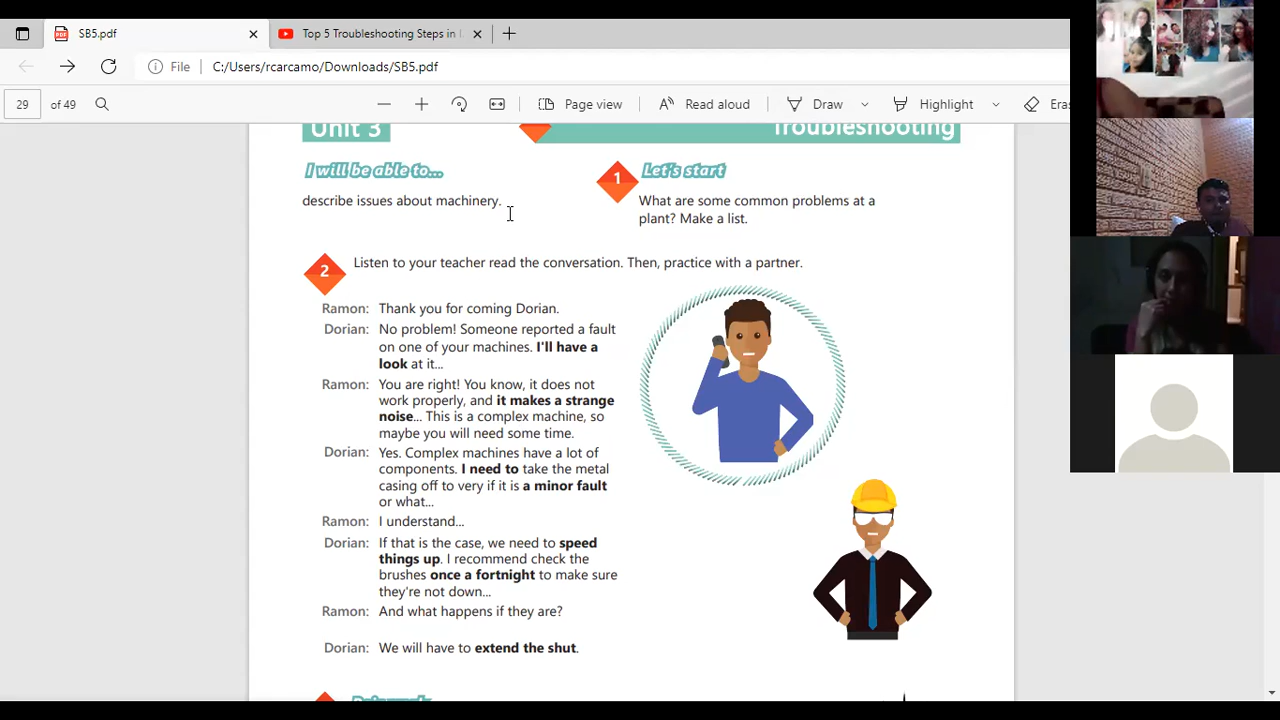 SB5.pdf
Top 5 Troubleshooting Steps in I
File
C:/Users/rcarcamo/Downloads/SB5.pdf
29 of 49
Page view
Read aloud
Draw
Highlight
Eras
Unit 3
Troubleshooting
I will be able to...
describe issues about machinery.
1
Let's start
What are some common problems at a
plant? Make a list.
2
Listen to your teacher read the conversation. Then, practice with a partner.
Ramon: Thank you for coming Dorian.
Dorian: No problem! Someone reported a fault
on one of your machines. I'll have a
look at it...
Ramon: You are right! You know, it does not
work properly, and it makes a strange
noise... This is a complex machine, so
maybe you will need some time.
Dorian: Yes. Complex machines have a lot of
components. I need to take the metal
casing off to very if it is a minor fault
or what...
Ramon: I understand...
Dorian: If that is the case, we need to speed
things up. I recommend check the
brushes once a fortnight to make sure
they're not down...
Ramon: And what happens if they are?
Dorian: We will have to extend the shut.